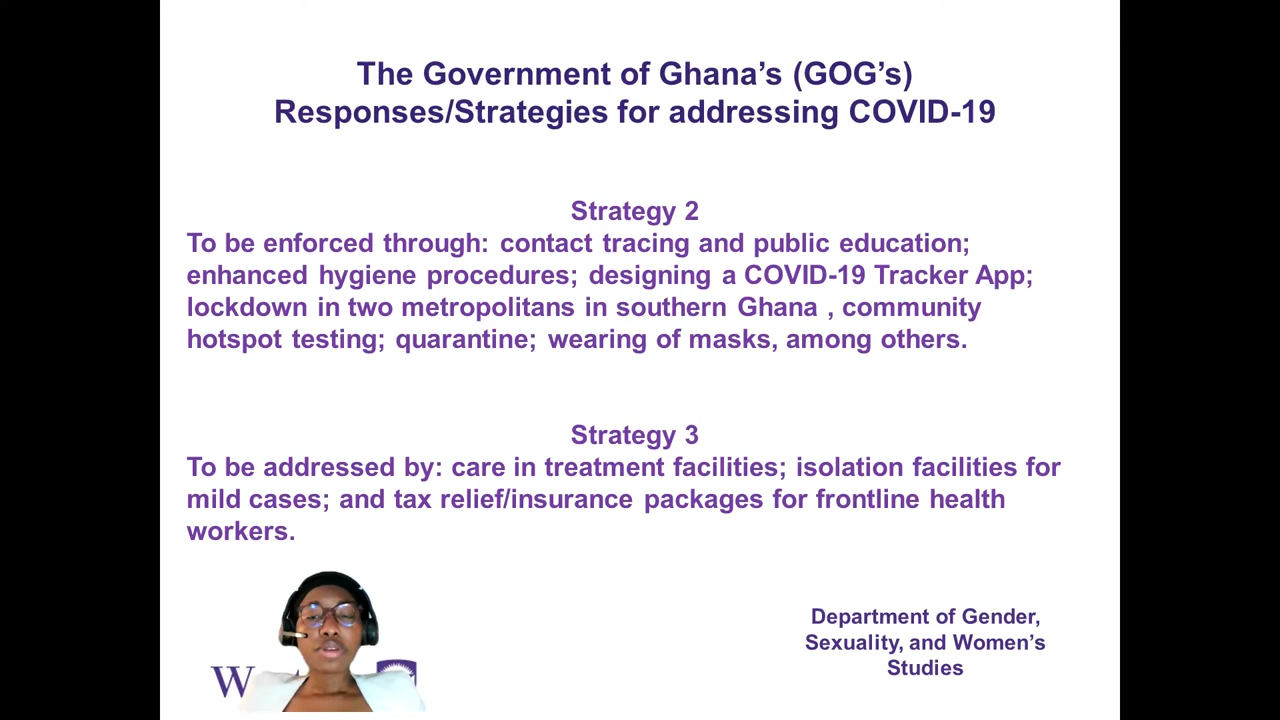 The Government of Ghana’s (GOG’s)
Responses/Strategies for addressing COVID-19
Strategy 2
To be enforced through: contact tracing and public education;
enhanced hygiene procedures; designing a COVID-19 Tracker App;
lockdown in two metropolitans in southern Ghana , community
hotspot testing; quarantine; wearing of masks, among others.
Strategy 3
To be addressed by: care in treatment facilities; isolation facilities for
mild cases; and tax relief/insurance packages for frontline health
workers.
Department of Gender,
Sexuality, and Women’s
Studies